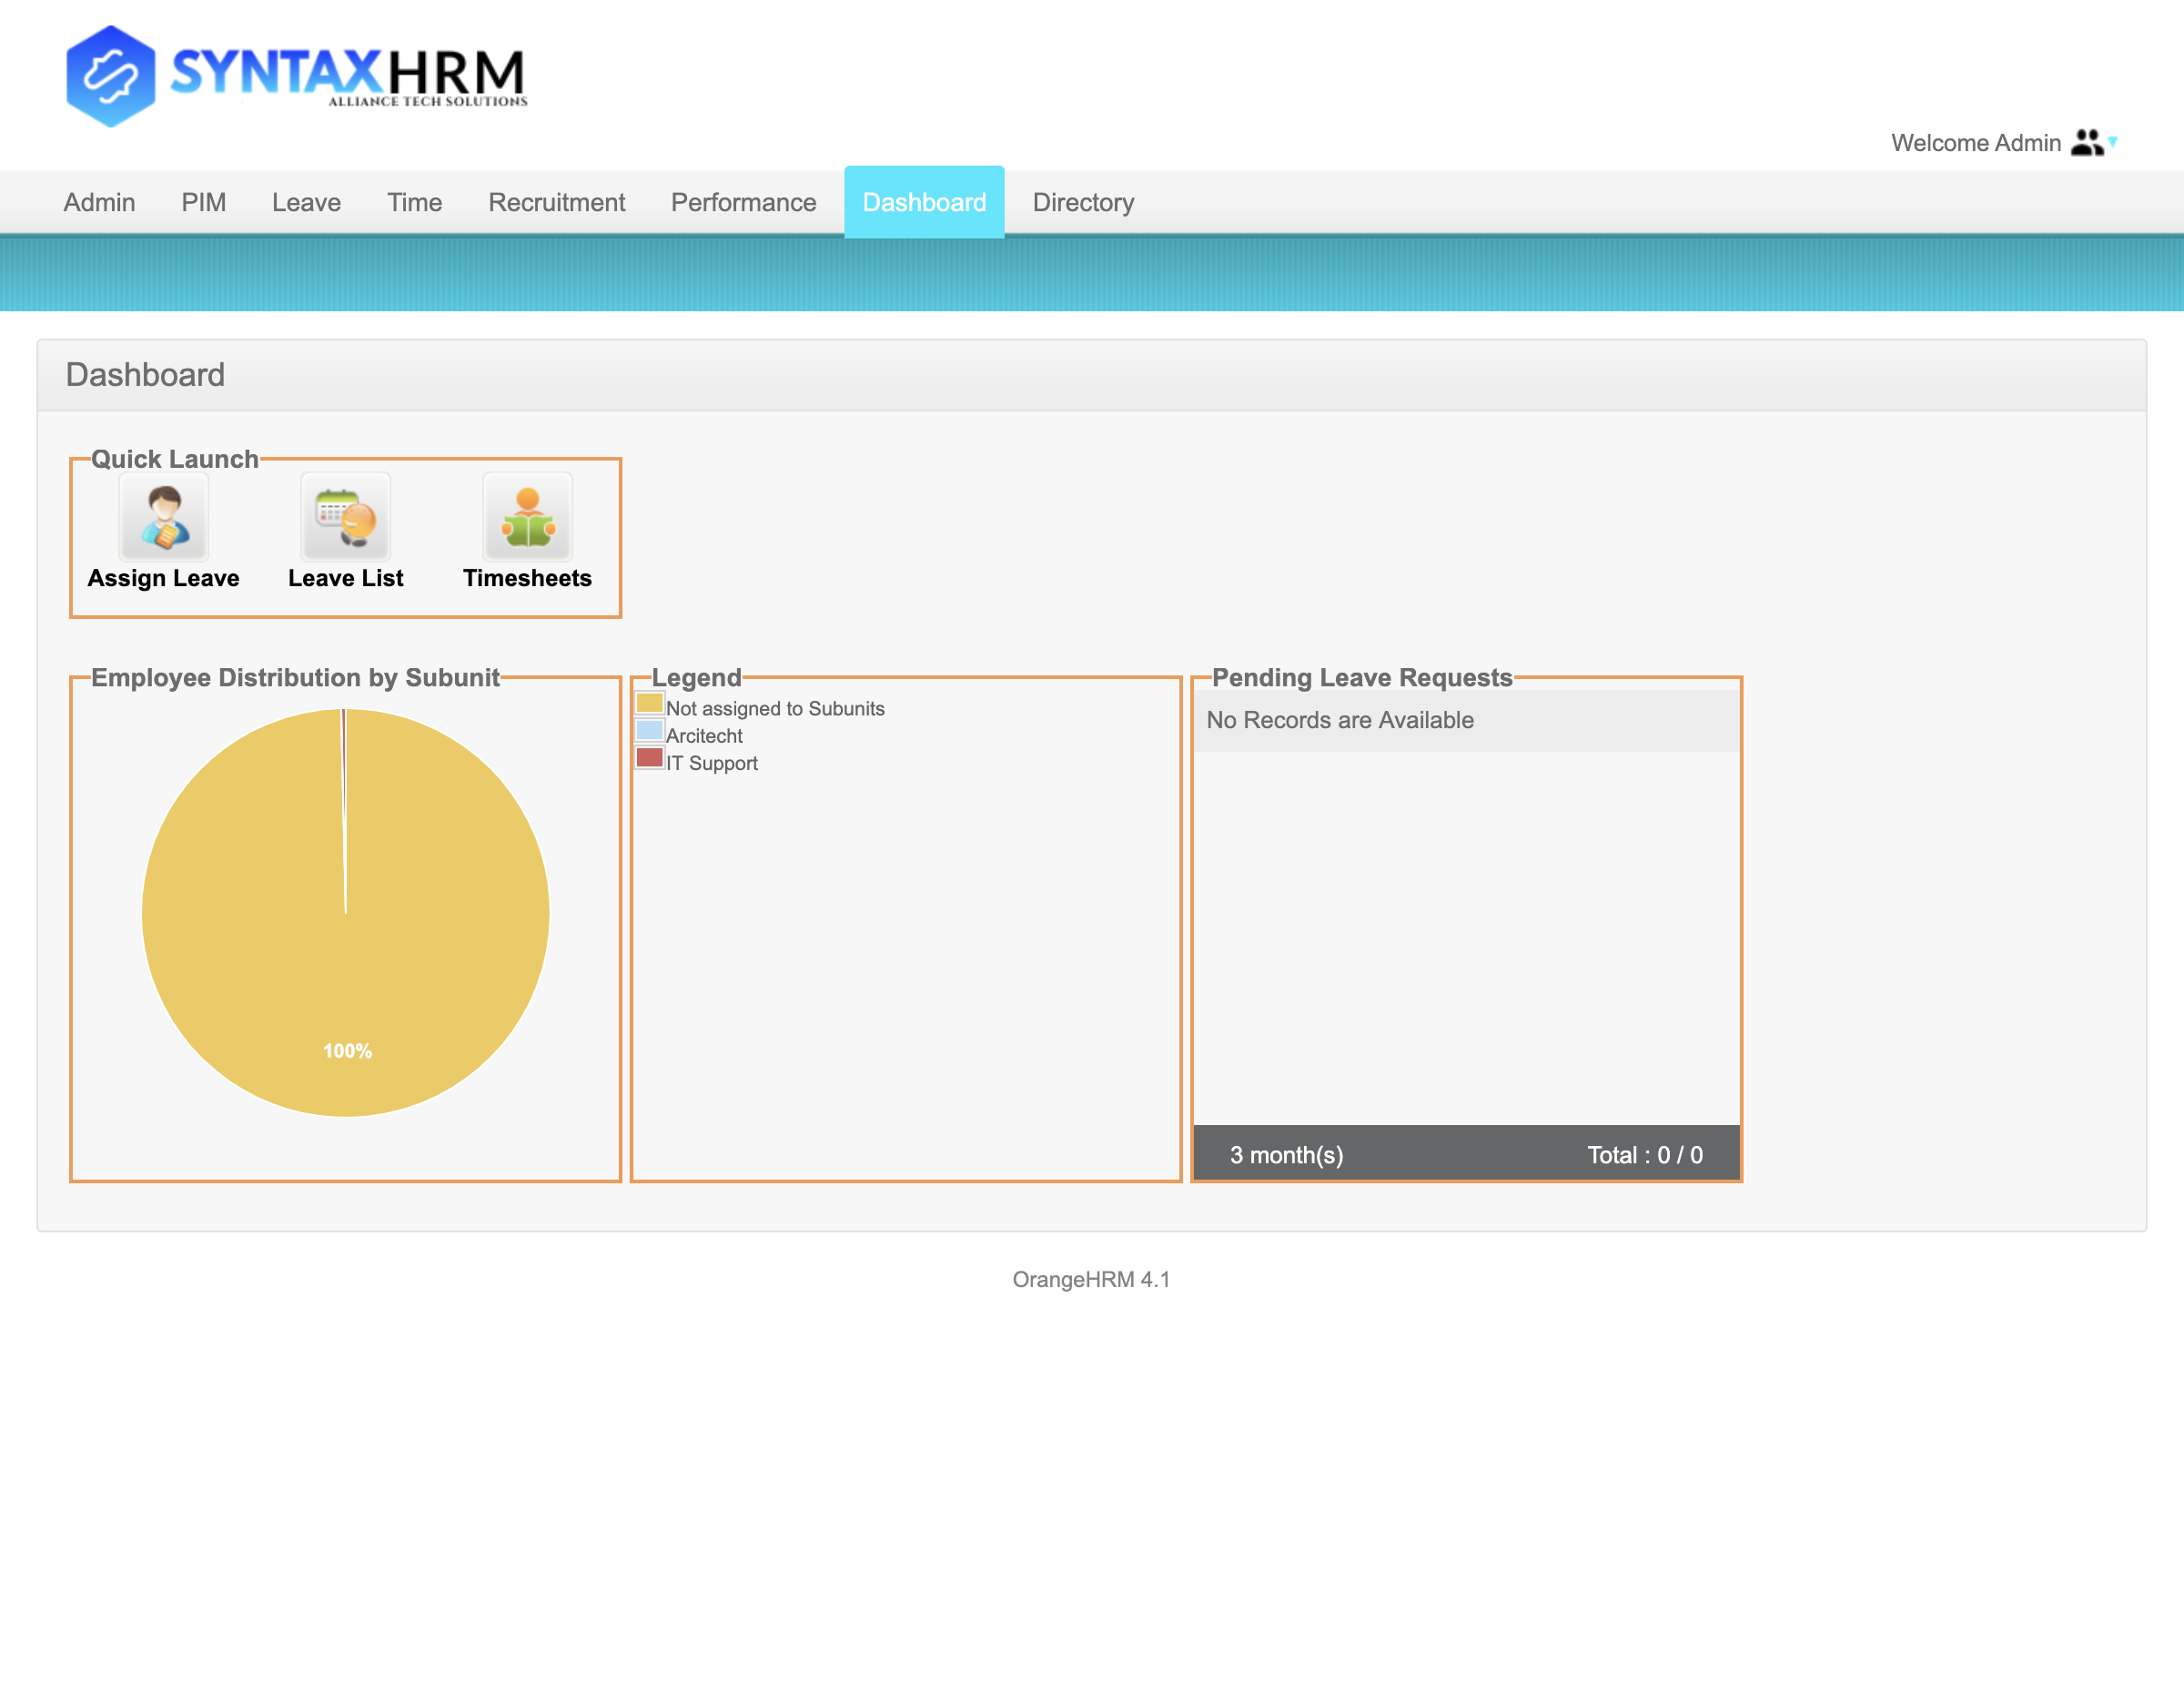 SYNTAXHRM
ALLIANCE TECH SOLUTIONS
Welcome Admin
Admin PIM Leave Time Recruitment Performance Dashboard Directory
Dashboard
Quick Launch
Assign Leave Leave List Timesheets
Employee Distribution by Subunit
100%
Legend
Not assigned to Subunits
Arcitecht
IT Support
Pending Leave Requests
No Records are Available
3 month(s) Total : 0 / 0
OrangeHRM 4.1